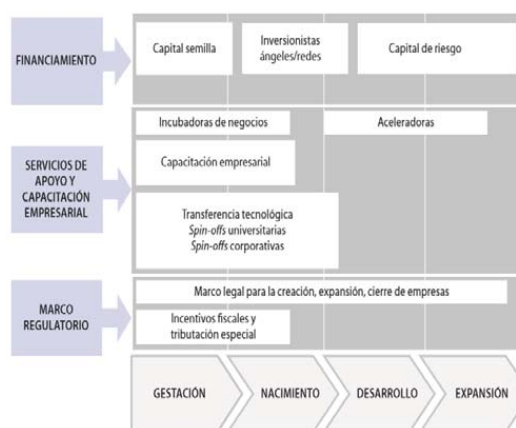 FINANCIAMIENTO
Capital semilla
Inversionistas
ángeles/redes
Capital de riesgo
SERVICIOS DE
APOYO Y
CAPACITACIÓN
EMPRESARIAL
Incubadoras de negocios
Aceleradoras
Capacitación empresarial
Transferencia tecnológica
Spin-offs universitarias
Spin-offs corporativas
MARCO
REGULATORIO
Marco legal para la creación, expansión, cierre de empresas
Incentivos fiscales y
tributación especial
GESTACIÓN
NACIMIENTO
DESARROLLO
EXPANSIÓN